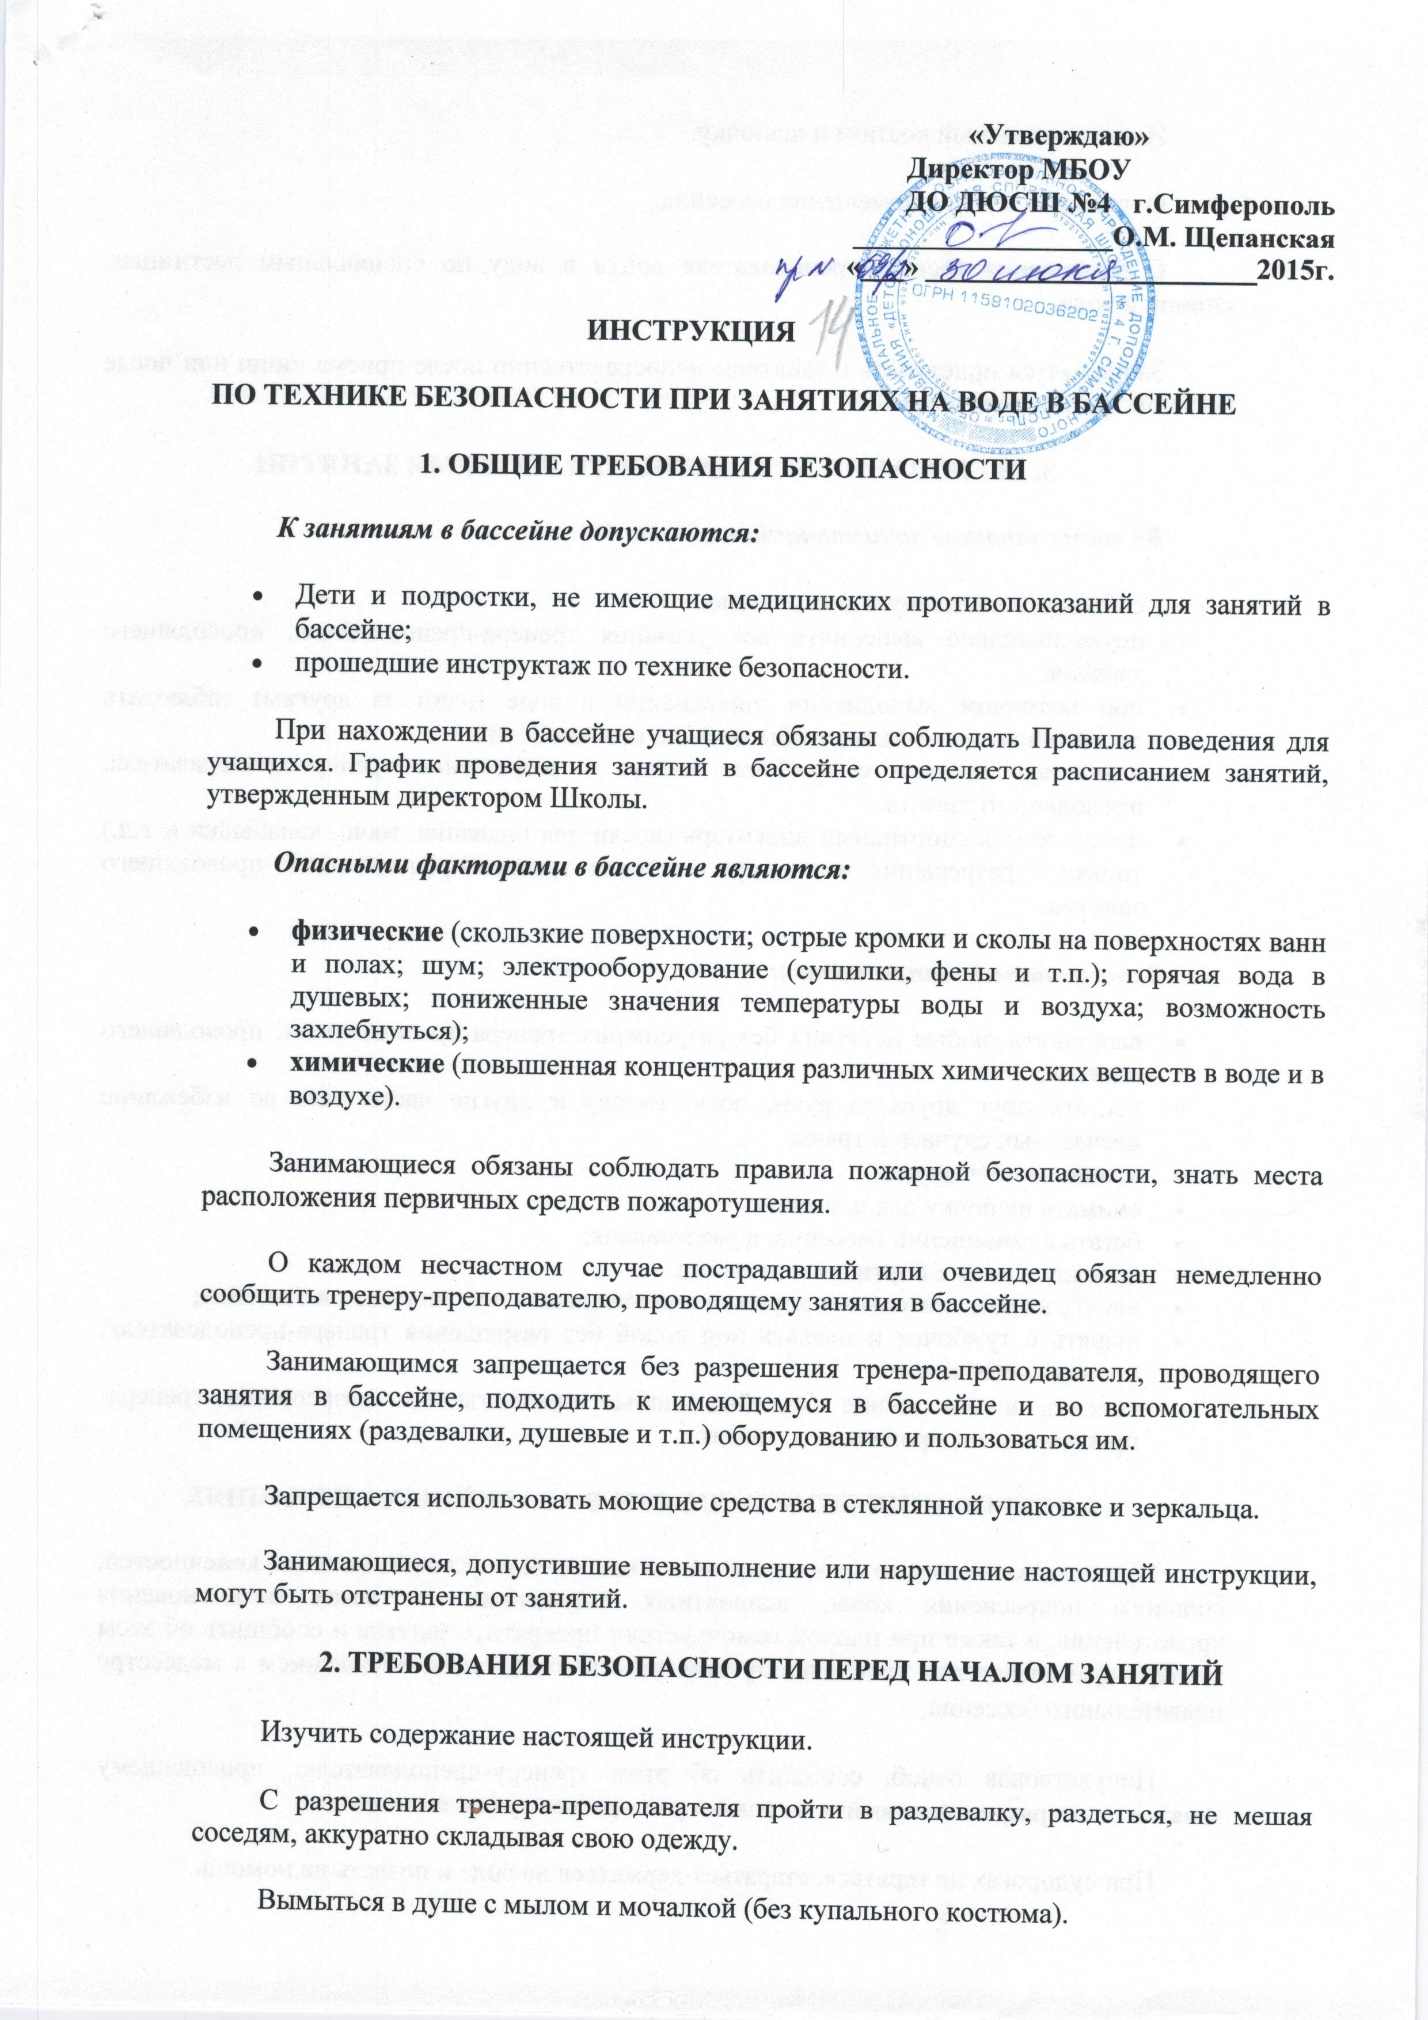 «Утверждаю»
Директор МБОУ
ДО ДЮСШ №4 г.Симферополь
О.М. Щепанская
«» 30 июня 2015г.
ОГРН 1159102036202
14
ИНСТРУКЦИЯ
ПО ТЕХНИКЕ БЕЗОПАСНОСТИ ПРИ ЗАНЯТИЯХ НА ВОДЕ В БАССЕЙНЕ
1. ОБЩИЕ ТРЕБОВАНИЯ БЕЗОПАСНОСТИ
К занятиям в бассейне допускаются:
• Дети и подростки, не имеющие медицинских противопоказаний для занятий в
бассейне;
• прошедшие инструктаж по технике безопасности.
При нахождении в бассейне учащиеся обязаны соблюдать Правила поведения для
учащихся. График проведения занятий в бассейне определяется расписанием занятий,
утвержденным директором Школы.
Опасными факторами в бассейне являются:
• физические (скользкие поверхности; острые кромки и сколы на поверхностях ванн
и полах; шум; электрооборудование (сушилки, фены и т.п.); горячая вода в
душевых; пониженные значения температуры воды и воздуха; возможность
захлебнуться);
• химические (повышенная концентрация различных химических веществ в воде и в
воздухе).
Занимающиеся обязаны соблюдать правила пожарной безопасности, знать места
расположения первичных средств пожаротушения.
О каждом несчастном случае пострадавший или очевидец обязан немедленно
сообщить тренеру-преподавателю, проводящему занятия в бассейне.
Занимающимся запрещается без разрешения тренера-преподавателя, проводящего
занятия в бассейне, подходить к имеющемуся в бассейне и во вспомогательных
помещениях (раздевалки, душевые и т.п.) оборудованию и пользоваться им.
Запрещается использовать моющие средства в стеклянной упаковке и зеркальца.
Занимающиеся, допустившие невыполнение или нарушение настоящей инструкции,
могут быть отстранены от занятий.
2. ТРЕБОВАНИЯ БЕЗОПАСНОСТИ ПЕРЕД НАЧАЛОМ ЗАНЯТИЙ
Изучить содержание настоящей инструкции.
С разрешения тренера-преподавателя пройти в раздевалку, раздеться, не мешая
соседям, аккуратно складывая свою одежду.
Вымыться в душе с мылом и мочалкой (без купального костюма).